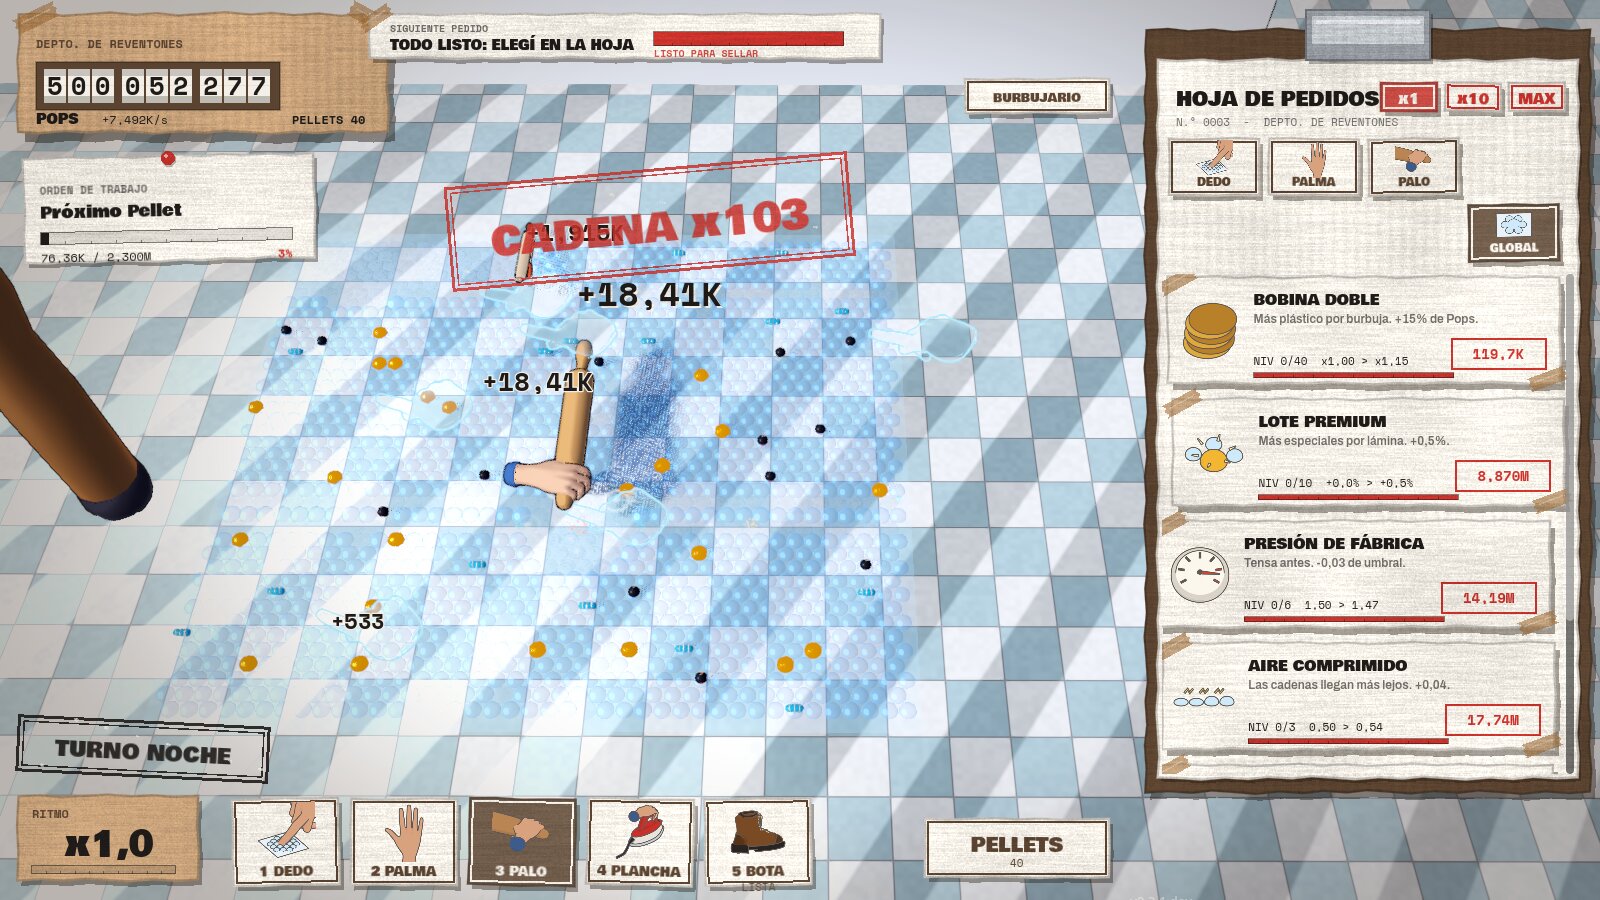 DEPTO. DE REVENTONES
500 052 277
POPS +7,492K/s PELLETS 40
SIGUIENTE PEDIDO
TODO LISTO: ELEGÍ EN LA HOJA
LISTO PARA SELLAR
BURBUJARIO
ORDEN DE TRABAJO
Próximo Pellet
76,36K / 2,300M 3%
CADENA x103
+1,915K
+18,41K
+18,41K
+533
TURNO NOCHE
RITMO
x1,0
1 DEDO
2 PALMA
3 PALO
4 PLANCHA
5 BOTA
LISTA
PELLETS
40
HOJA DE PEDIDOS x1 x10 MAX
N.° 0003 - DEPTO. DE REVENTONES
DEDO PALMA PALO
GLOBAL
BOBINA DOBLE
Más plástico por burbuja. +15% de Pops.
NIV 0/40 x1,00 > x1,15 119,7K
LOTE PREMIUM
Más especiales por lámina. +0,5%.
NIV 0/10 +0,0% > +0,5% 8,870M
PRESIÓN DE FÁBRICA
Tensa antes. -0,03 de umbral.
NIV 0/6 1,50 > 1,47 14,19M
AIRE COMPRIMIDO
Las cadenas llegan más lejos. +0,04.
NIV 0/3 0,50 > 0,54 17,74M